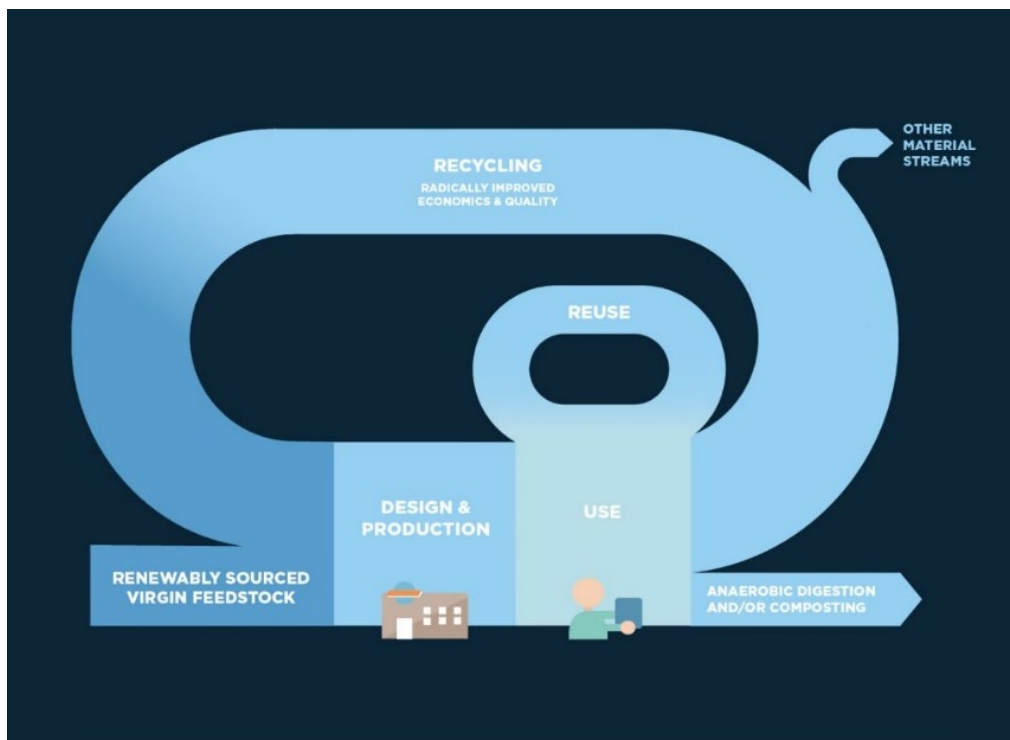 OTHER
MATERIAL
STREAMS
RECYCLING
RADICALLY IMPROVED
ECONOMICS & QUALITY
REUSE
DESIGN &
PRODUCTION
USE
RENEWABLY SOURCED
VIRGIN FEEDSTOCK
ANAEROBIC DIGESTION
AND/OR COMPOSTING